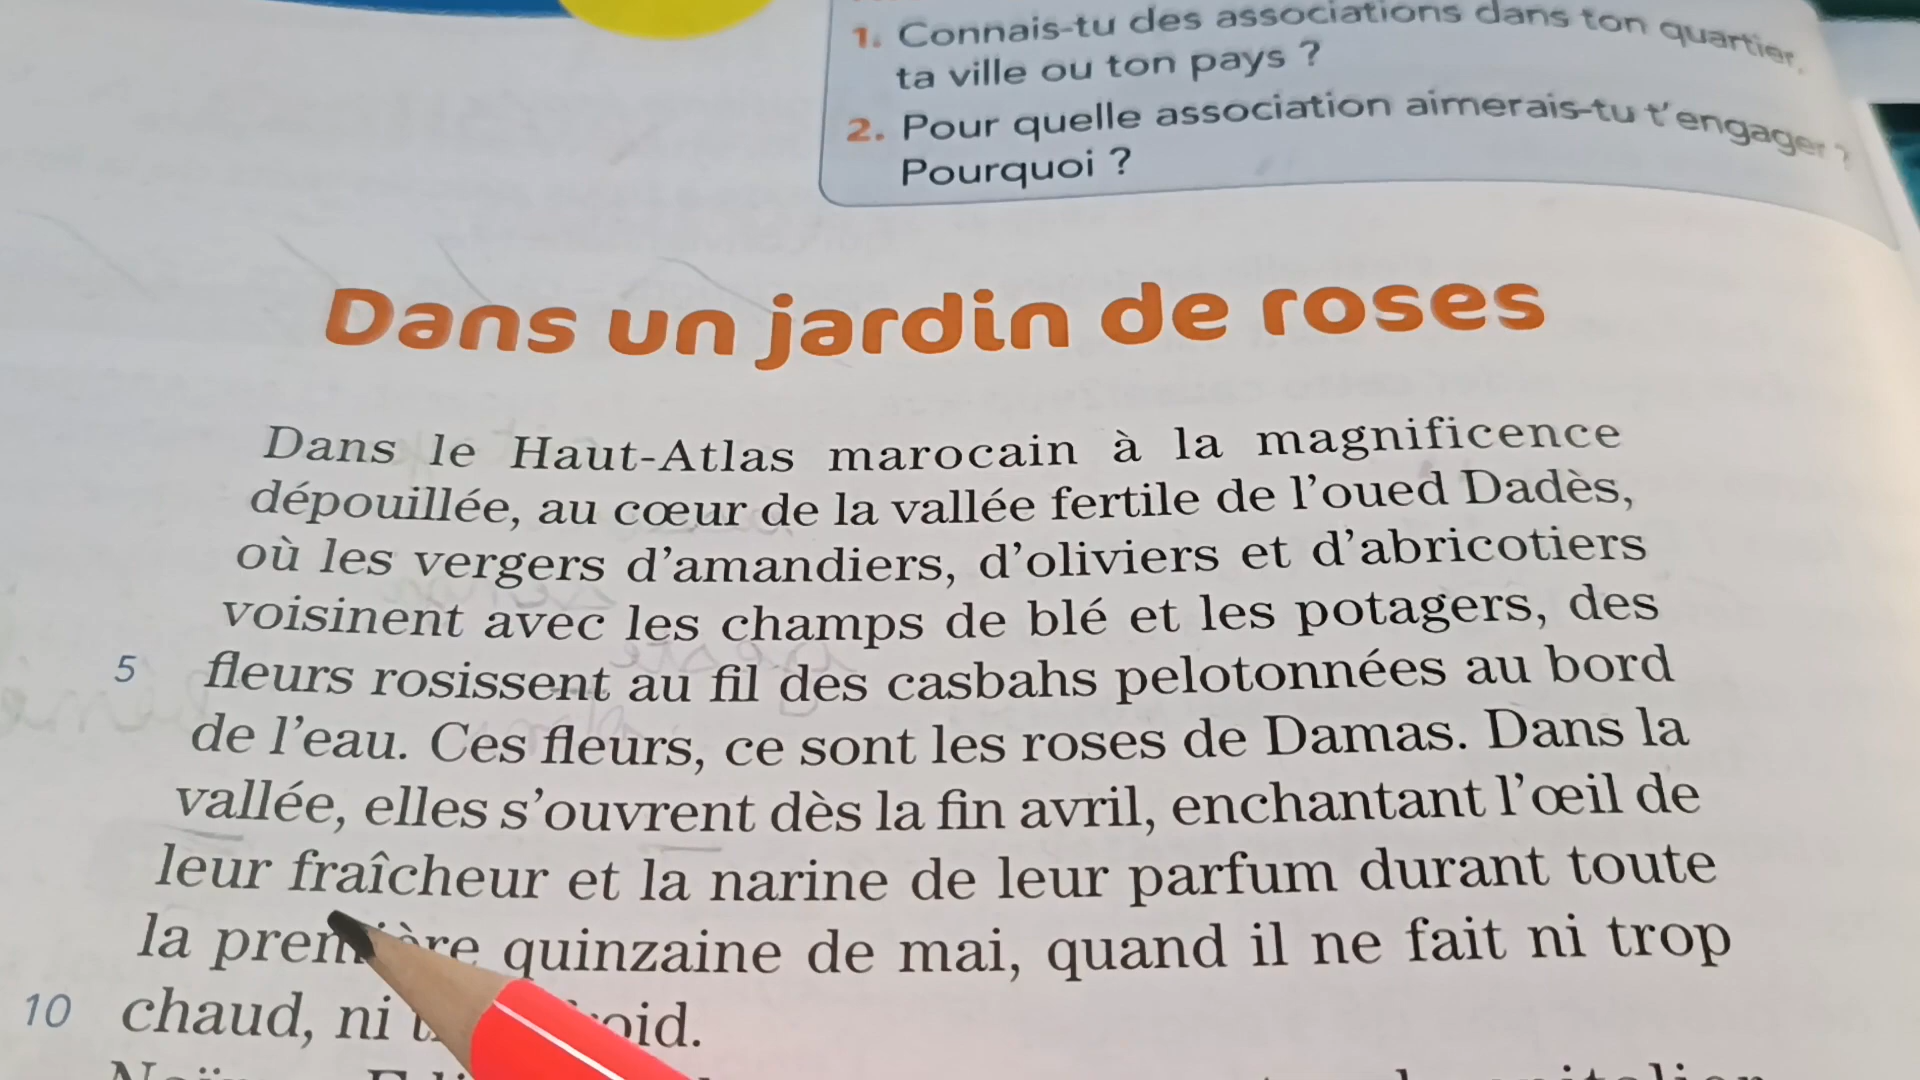 1. Connais-tu des associations dans ton quartier,
ta ville ou ton pays ?
2. Pour quelle association aimerais-tu t'engager ?
Pourquoi ?
Dans un jardin de roses
Dans le Haut-Atlas marocain à la magnificence
dépouillée, au cœur de la vallée fertile de l'oued Dadès,
où les vergers d'amandiers, d'oliviers et d'abricotiers
voisinent avec les champs de blé et les potagers, des
5 fleurs rosissent au fil des casbahs pelotonnées au bord
de l'eau. Ces fleurs, ce sont les roses de Damas. Dans la
vallée, elles s'ouvrent dès la fin avril, enchantant l'œil de
leur fraîcheur et la narine de leur parfum durant toute
la première quinzaine de mai, quand il ne fait ni trop
10 chaud, ni